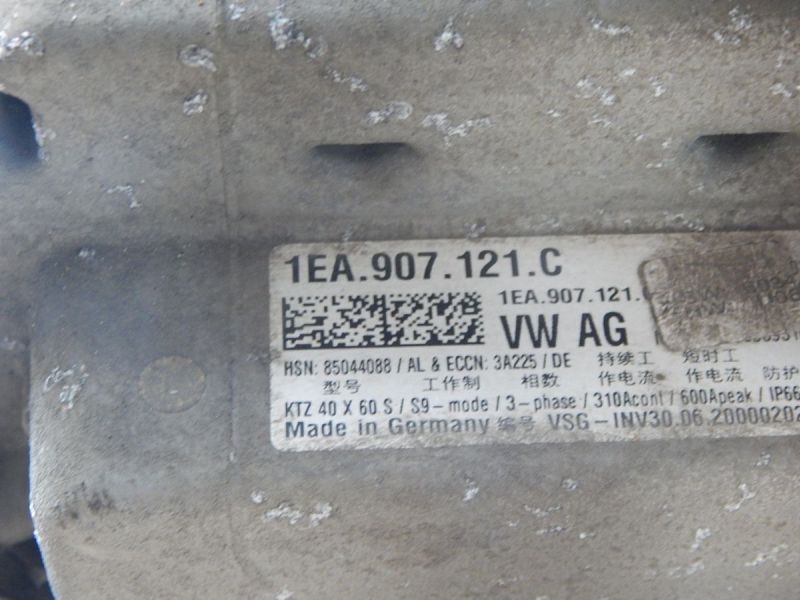 1EA.907.121.C
1EA.907.121.
VW AG
HSN: 85044088 / AL & ECCN: 3A225 / DE 持续工 短时工
型号 工作制 相数 作电流 作电流 防护
KTZ 40 X 60 S / S9-mode / 3-phase / 310Acont / 600Apeak / IP66
Made in Germany 编号 VSG-INV30.06.20000202